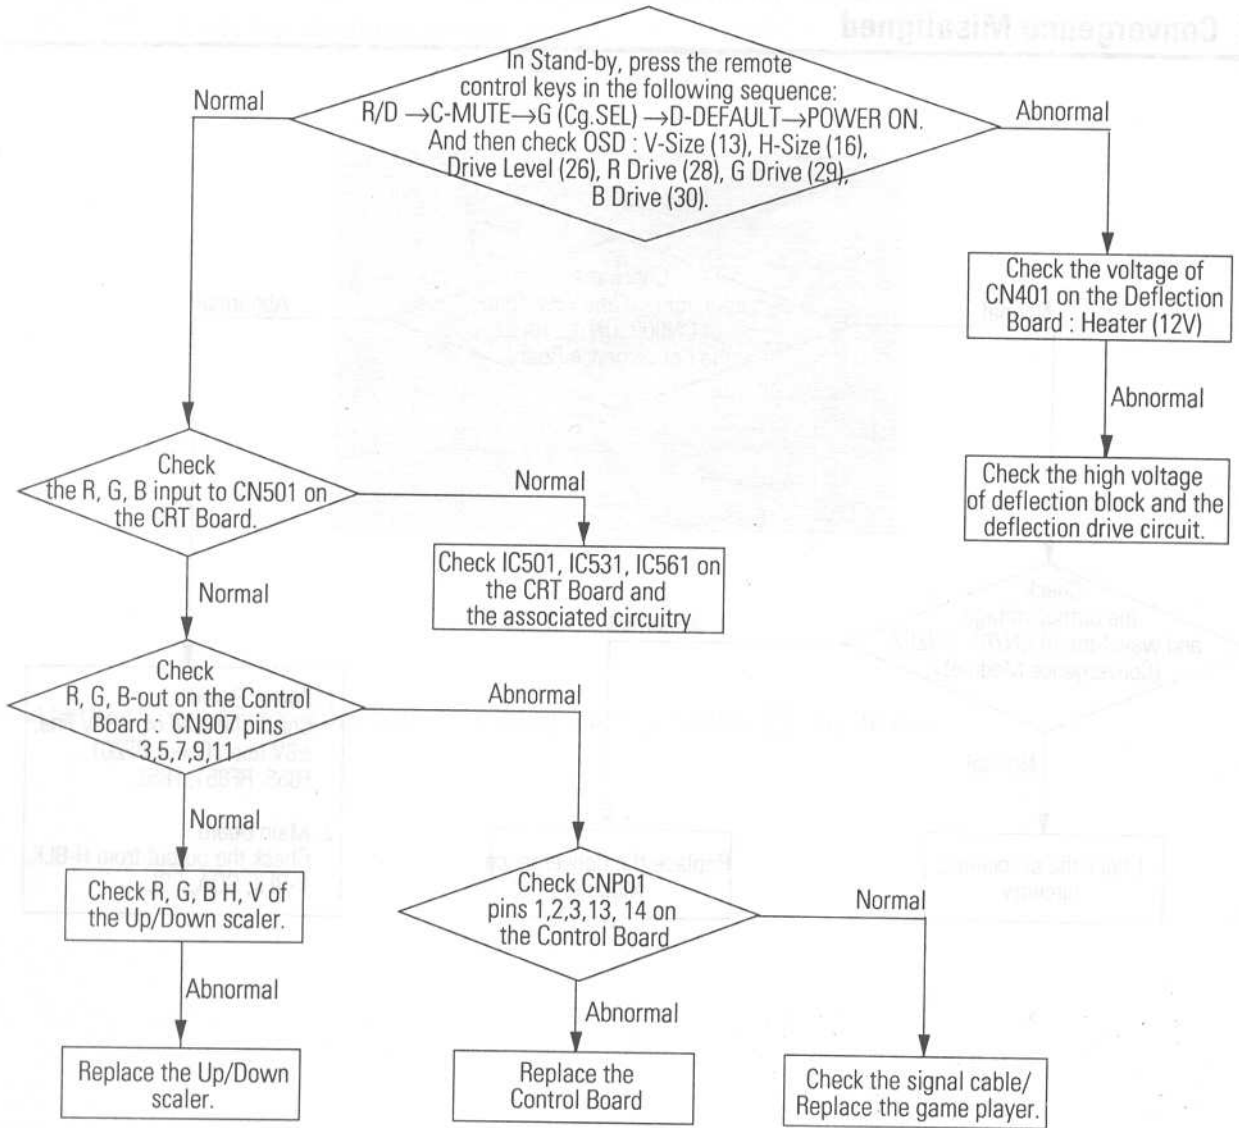 Convergence Misaligned
In Stand-by, press the remote
control keys in the following sequence:
R/D →C-MUTE→G (Cg.SEL) →D-DEFAULT→POWER ON.
And then check OSD : V-Size (13), H-Size (16),
Drive Level (26), R Drive (28), G Drive (29),
B Drive (30).
Normal
Abnormal
Check the voltage of
CN401 on the Deflection
Board : Heater (12V)
Abnormal
Check the high voltage
of deflection block and the
deflection drive circuit.
Check
the R, G, B input to CN501 on
the CRT Board.
Normal
Check IC501, IC531, IC561 on
the CRT Board and
the associated circuitry
Normal
Check
R, G, B-out on the Control
Board : CN907 pins
3,5,7,9,11
Abnormal
Normal
Check R, G, B H, V of
the Up/Down scaler.
Abnormal
Replace the Up/Down
scaler.
Check CNP01
pins 1,2,3,13, 14 on
the Control Board
Normal
Abnormal
Replace the
Control Board
Check the signal cable/
Replace the game player.